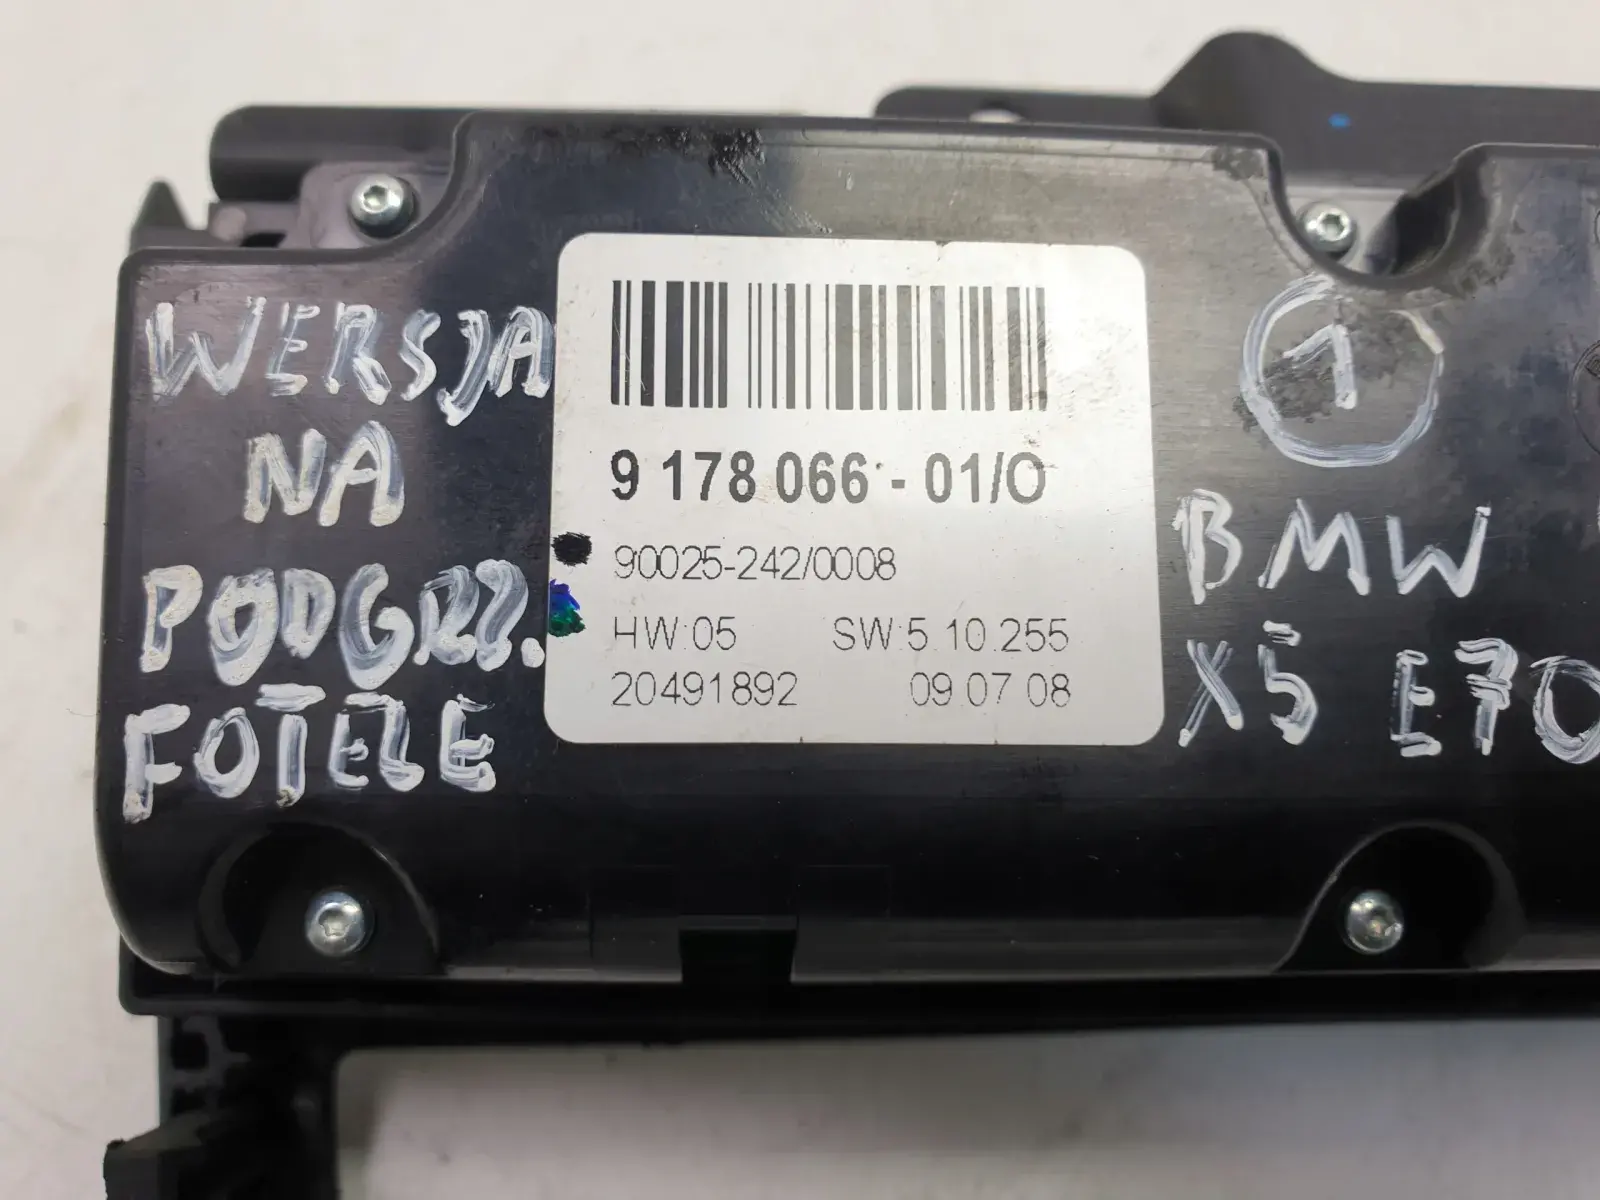 WERSJA
NA
PODGRZ.
FOTELE
9 178 066 - 01/O
90025-242/0008
HW:05 SW:5.10.255
20491892 09.07.08
1
BMW
X5 E70